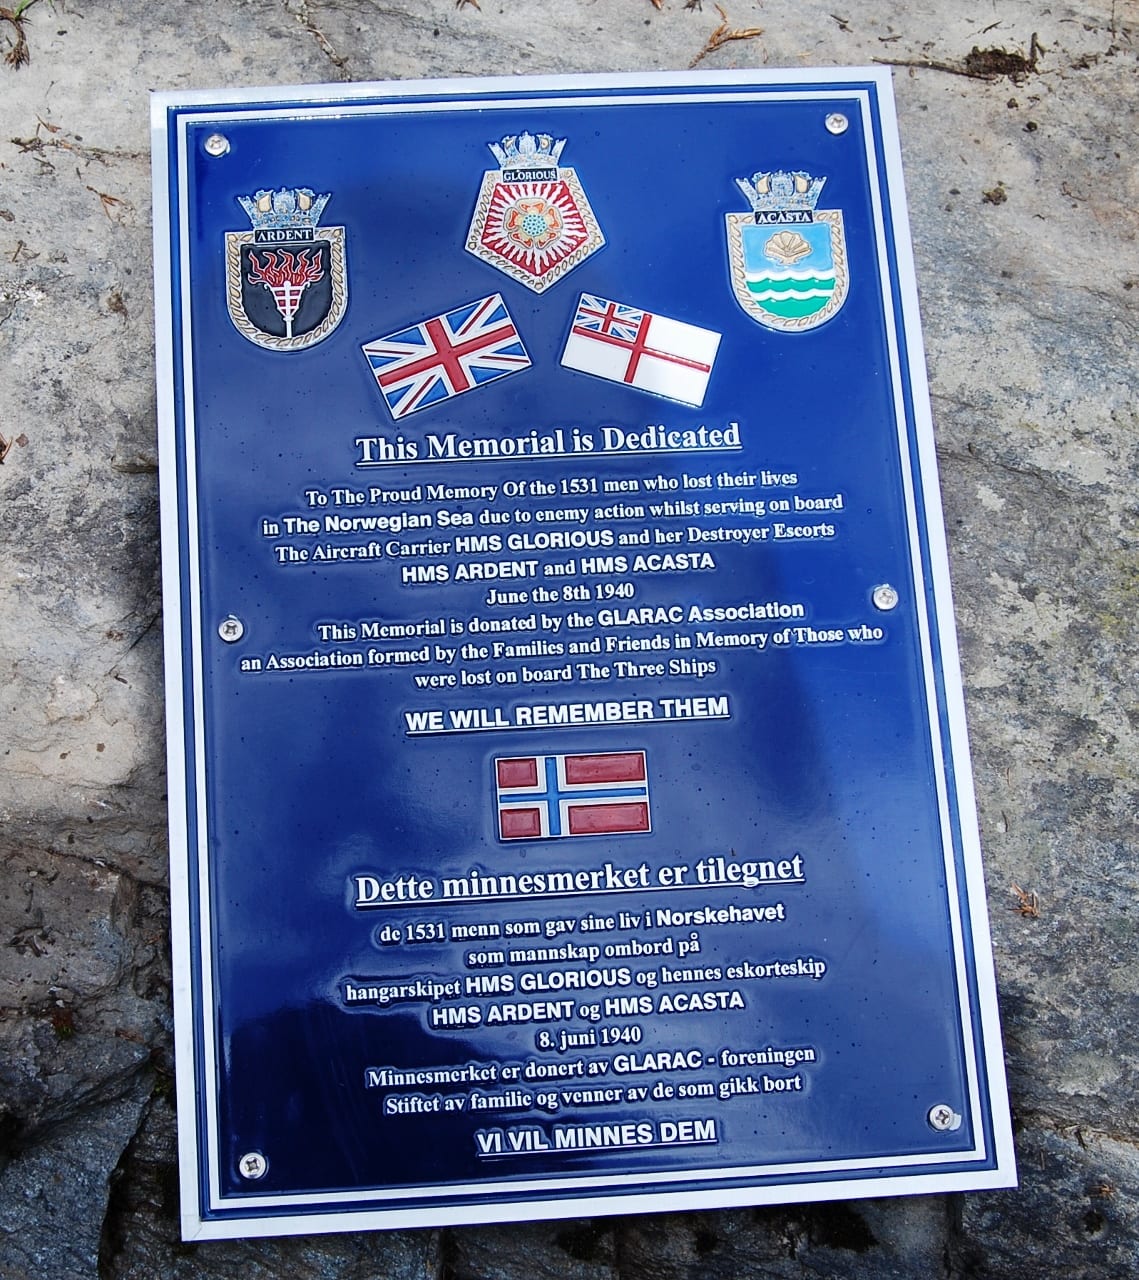 GLORIOUS
ARDENT
ACASTA
This Memorial is Dedicated
To The Proud Memory Of the 1531 men who lost their lives
in The Norwegian Sea due to enemy action whilst serving on board
The Aircraft Carrier HMS GLORIOUS and her Destroyer Escorts
HMS ARDENT and HMS ACASTA
June the 8th 1940
This Memorial is donated by the GLARAC Association
an Association formed by the Families and Friends in Memory of Those who
were lost on board The Three Ships
WE WILL REMEMBER THEM
Dette minnesmerket er tilegnet
de 1531 menn som gav sine liv i Norskehavet
som mannskap ombord på
hangarskipet HMS GLORIOUS og hennes eskorteskip
HMS ARDENT og HMS ACASTA
8. juni 1940
Minnesmerket er donert av GLARAC - foreningen
Stiftet av familie og venner av de som gikk bort
VI VIL MINNES DEM